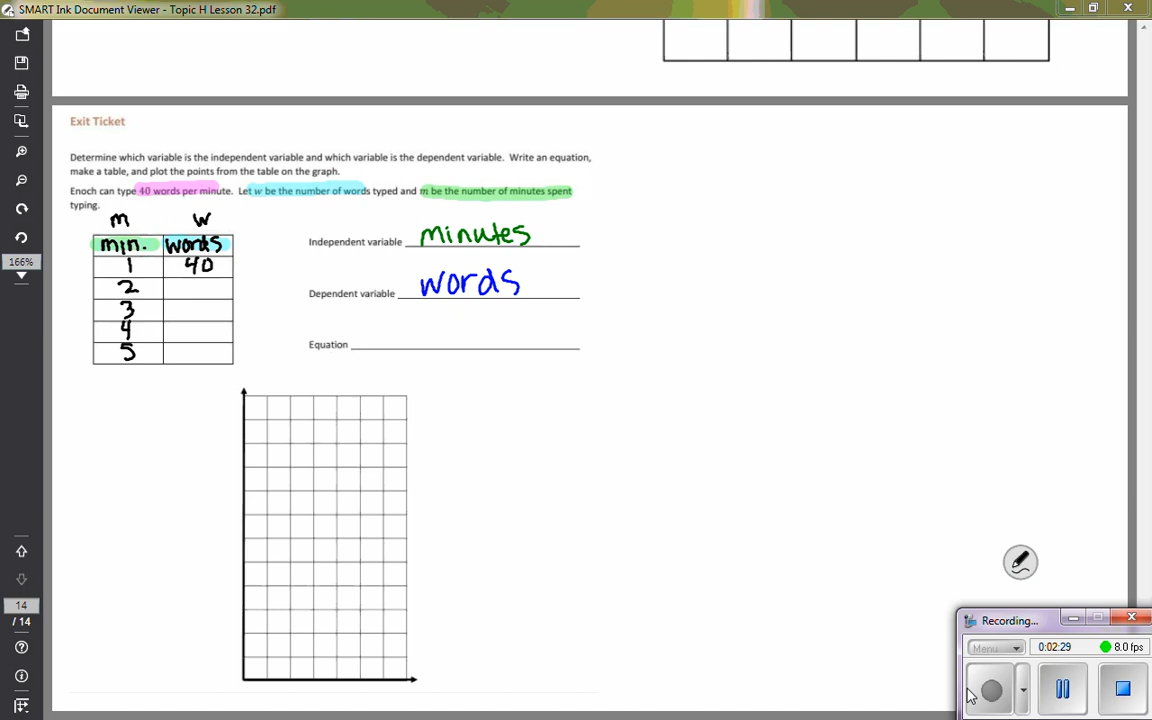 SMART Ink Document Viewer - Topic H Lesson 32.pdf
Exit Ticket
Determine which variable is the independent variable and which variable is the dependent variable.  Write an equation,
make a table, and plot the points from the table on the graph.
Enoch can type 40 words per minute.  Let w be the number of words typed and m be the number of minutes spent
typing.
m w
min. words
1 40
2
3
4
5
Independent variable minutes
Dependent variable words
Equation
166%
14
/ 14
Recording...
Menu 0:02:29 8.0 fps